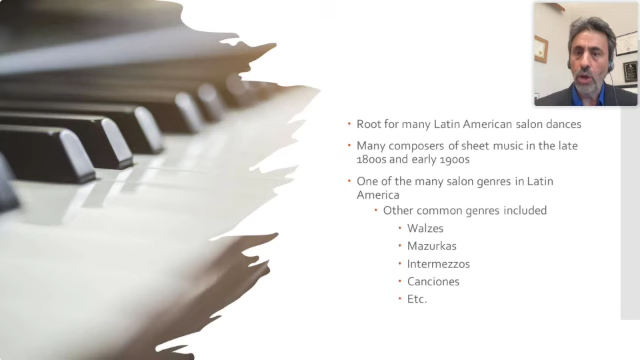 • Root for many Latin American salon dances
• Many composers of sheet music in the late
1800s and early 1900s
• One of the many salon genres in Latin
America
• Other common genres included
• Walzes
• Mazurkas
• Intermezzos
• Canciones
• Etc.